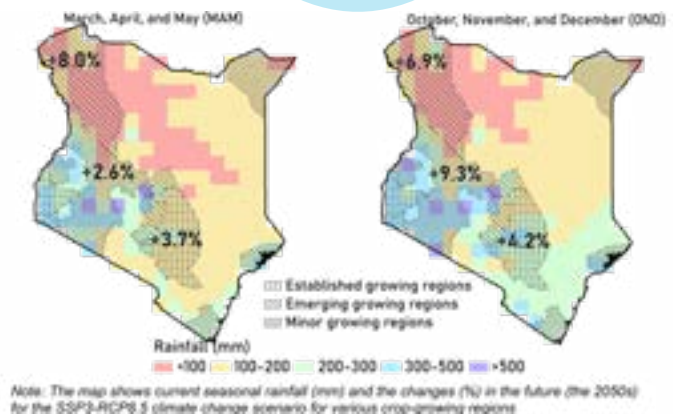 March, April, and May (MAM)
October, November, and December (OND)
+8.0%
+2.6%
+3.7%
+6.9%
+9.3%
+4.2%
Established growing regions
Emerging growing regions
Minor growing regions
Rainfall (mm)
<100 100–200 200–300 300–500 >500
Note: The map shows current seasonal rainfall (mm) and the changes (%) in the future (the 2050s)
for the SSP3-RCP8.5 climate change scenario for various crop-growing regions